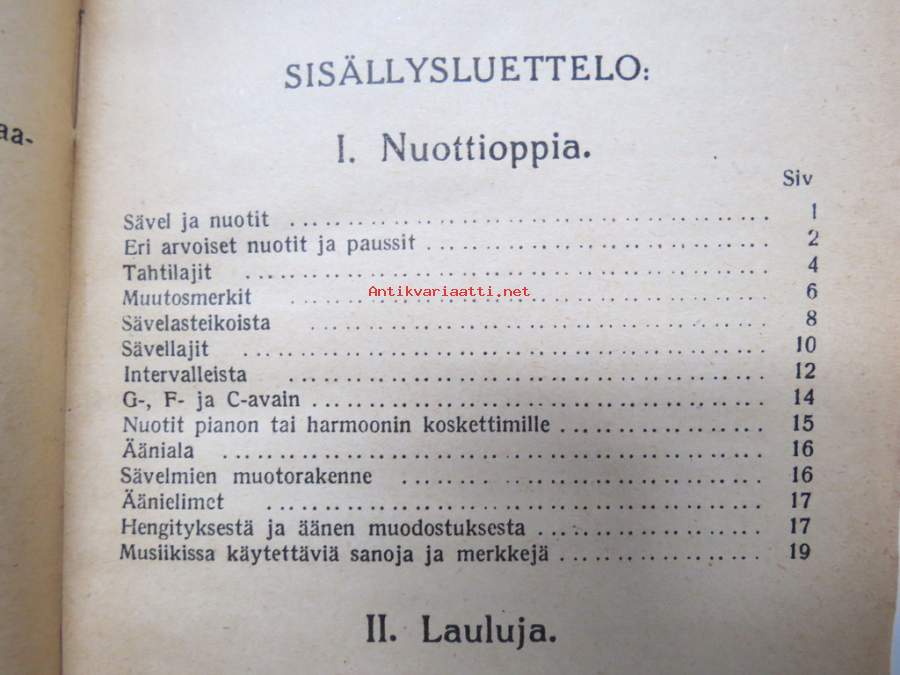 aa-
SISÄLLYSLUETTELO:
I. Nuottioppia.
Siv
Sävel ja nuotit ........................................ 1
Eri arvoiset nuotit ja paussit ........................... 2
Tahtilajit ........................................ 4
Muutosmerkit ........................................ 6
Antikvariaatti.net
Sävelasteikoista ................................... 8
Sävellajit ........................................ 10
Intervalleista ..................................... 12
G-, F- ja C-avain ................................... 14
Nuotit pianon tai harmoonin koskettimille ............... 15
Ääniala ........................................ 16
Sävelmien muotorakenne ........................... 16
Äänielimet ...................................... 17
Hengityksestä ja äänen muodostuksesta ................. 17
Musiikissa käytettäviä sanoja ja merkkejä ............... 19
II. Lauluja.